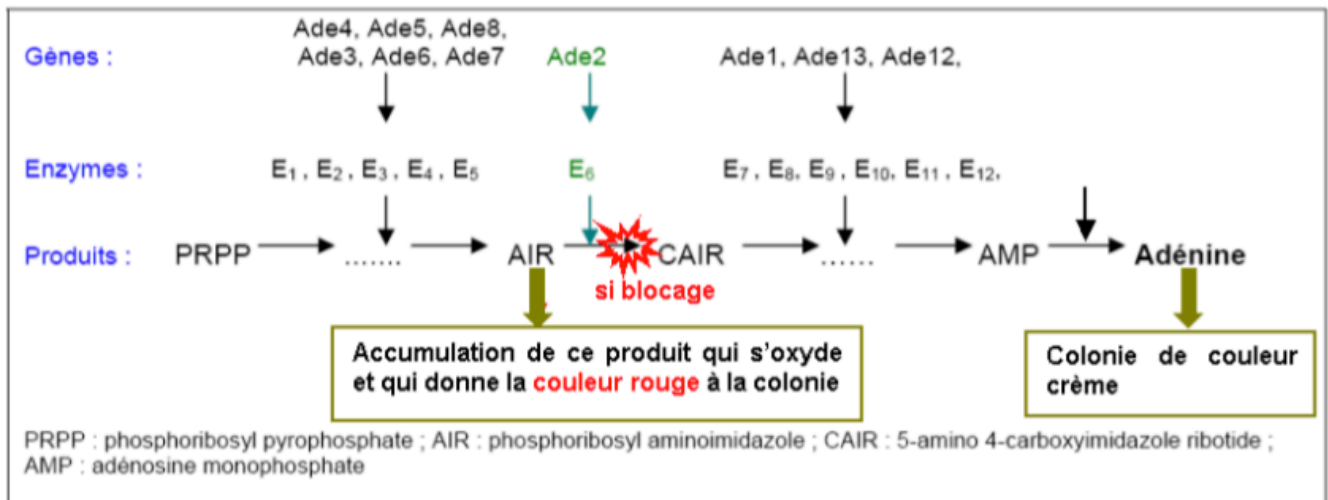 Ade4, Ade5, Ade8,
Gènes : Ade3, Ade6, Ade7 Ade2 Ade1, Ade13, Ade12,
Enzymes : E₁ , E₂ , E₃ , E₄ , E₅ E₆ E₇ , E₈, E₉ , E₁₀, E₁₁ , E₁₂,
Produits : PRPP ....... AIR CAIR ...... AMP Adénine
si blocage
Accumulation de ce produit qui s'oxyde
et qui donne la couleur rouge à la colonie
Colonie de couleur
crème
PRPP : phosphoribosyl pyrophosphate ; AIR : phosphoribosyl aminoimidazole ; CAIR : 5-amino 4-carboxyimidazole ribotide ;
AMP : adénosine monophosphate